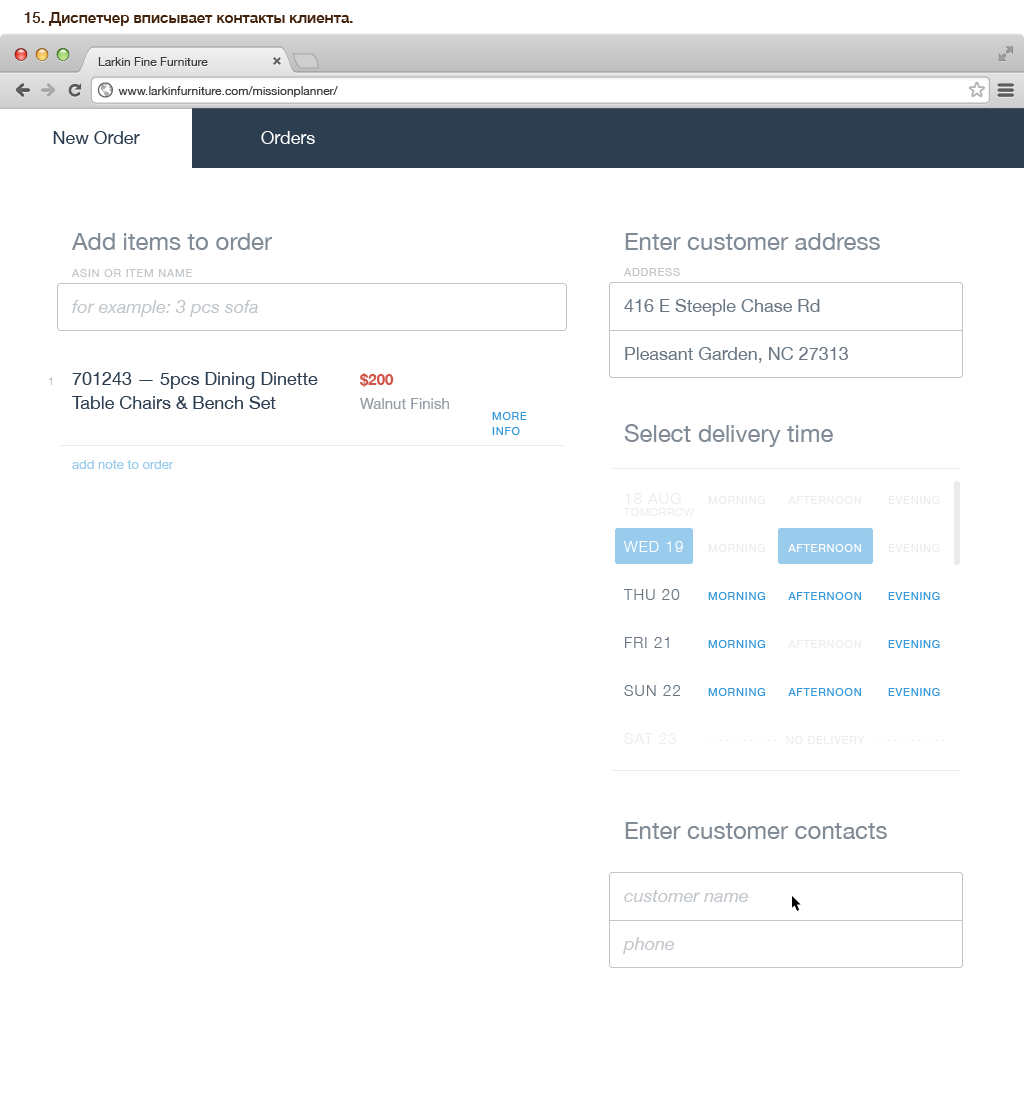 15. Диспетчер вписывает контакты клиента.
Larkin Fine Furniture
www.larkinfurniture.com/missionplanner/
New Order
Orders
Add items to order
ASIN OR ITEM NAME
for example: 3 pcs sofa
1
701243 — 5pcs Dining Dinette
Table Chairs & Bench Set
$200
Walnut Finish
MORE
INFO
add note to order
Enter customer address
ADDRESS
416 E Steeple Chase Rd
Pleasant Garden, NC 27313
Select delivery time
18 AUG MORNING AFTERNOON EVENING
TOMORROW
WED 19 MORNING AFTERNOON EVENING
THU 20 MORNING AFTERNOON EVENING
FRI 21 MORNING AFTERNOON EVENING
SUN 22 MORNING AFTERNOON EVENING
SAT 23 NO DELIVERY
Enter customer contacts
customer name
phone